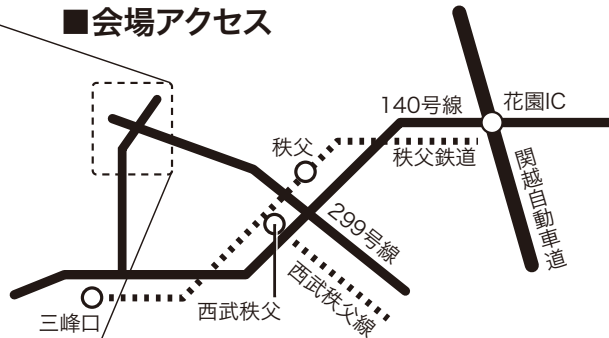 ■会場アクセス
140号線
花園IC
秩父
秩父鉄道
関越自動車道
299号線
西武秩父線
西武秩父
三峰口